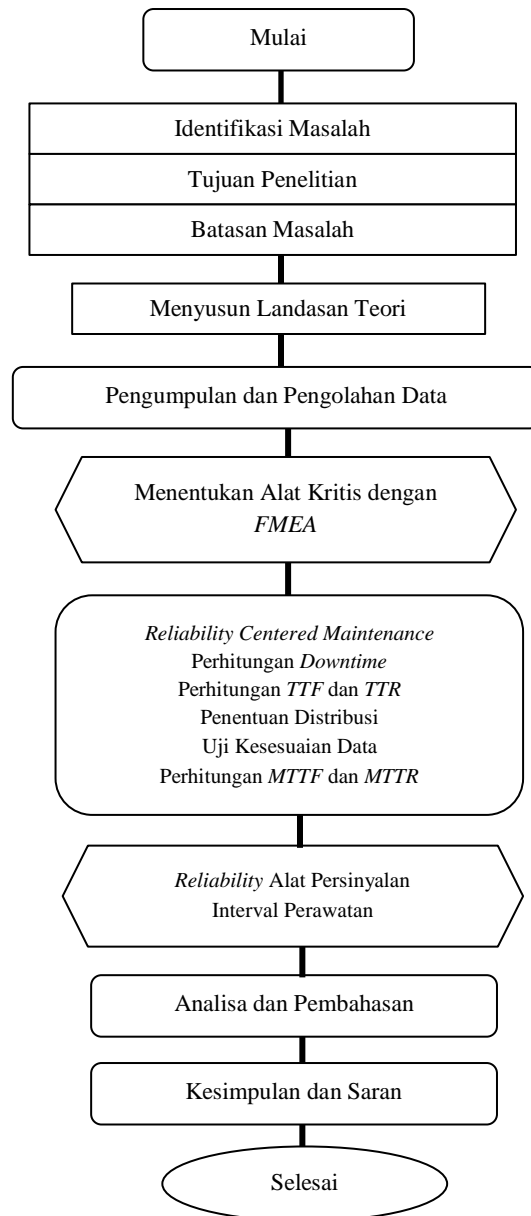 Mulai
Identifikasi Masalah
Tujuan Penelitian
Batasan Masalah
Menyusun Landasan Teori
Pengumpulan dan Pengolahan Data
Menentukan Alat Kritis dengan
FMEA
Reliability Centered Maintenance
Perhitungan Downtime
Perhitungan TTF dan TTR
Penentuan Distribusi
Uji Kesesuaian Data
Perhitungan MTTF dan MTTR
Reliability Alat Persinyalan
Interval Perawatan
Analisa dan Pembahasan
Kesimpulan dan Saran
Selesai